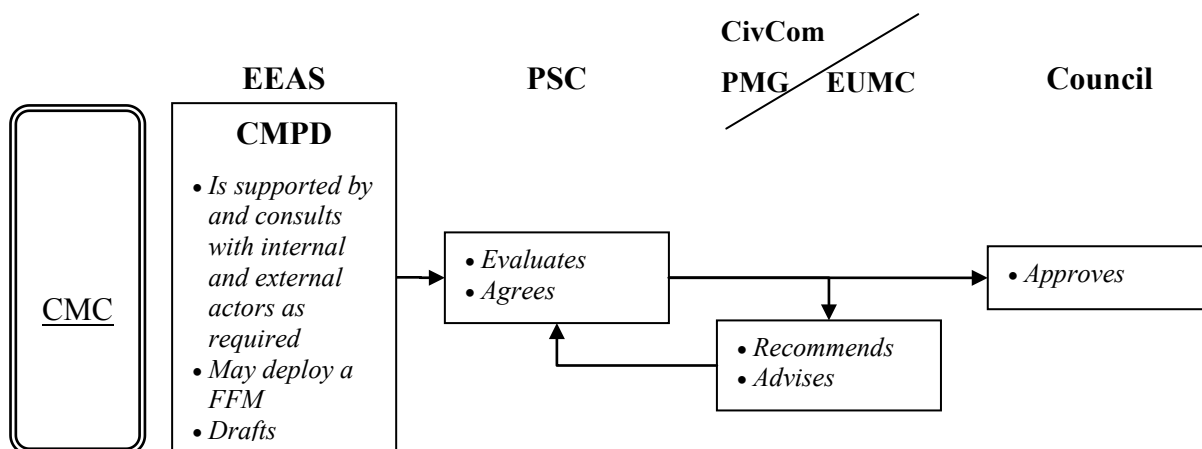 CivCom
EEAS
PSC
PMG
EUMC
Council
CMC
CMPD
• Is supported by
and consults
with internal
and external
actors as
required
• May deploy a
FFM
• Drafts
• Evaluates
• Agrees
• Recommends
• Advises
• Approves